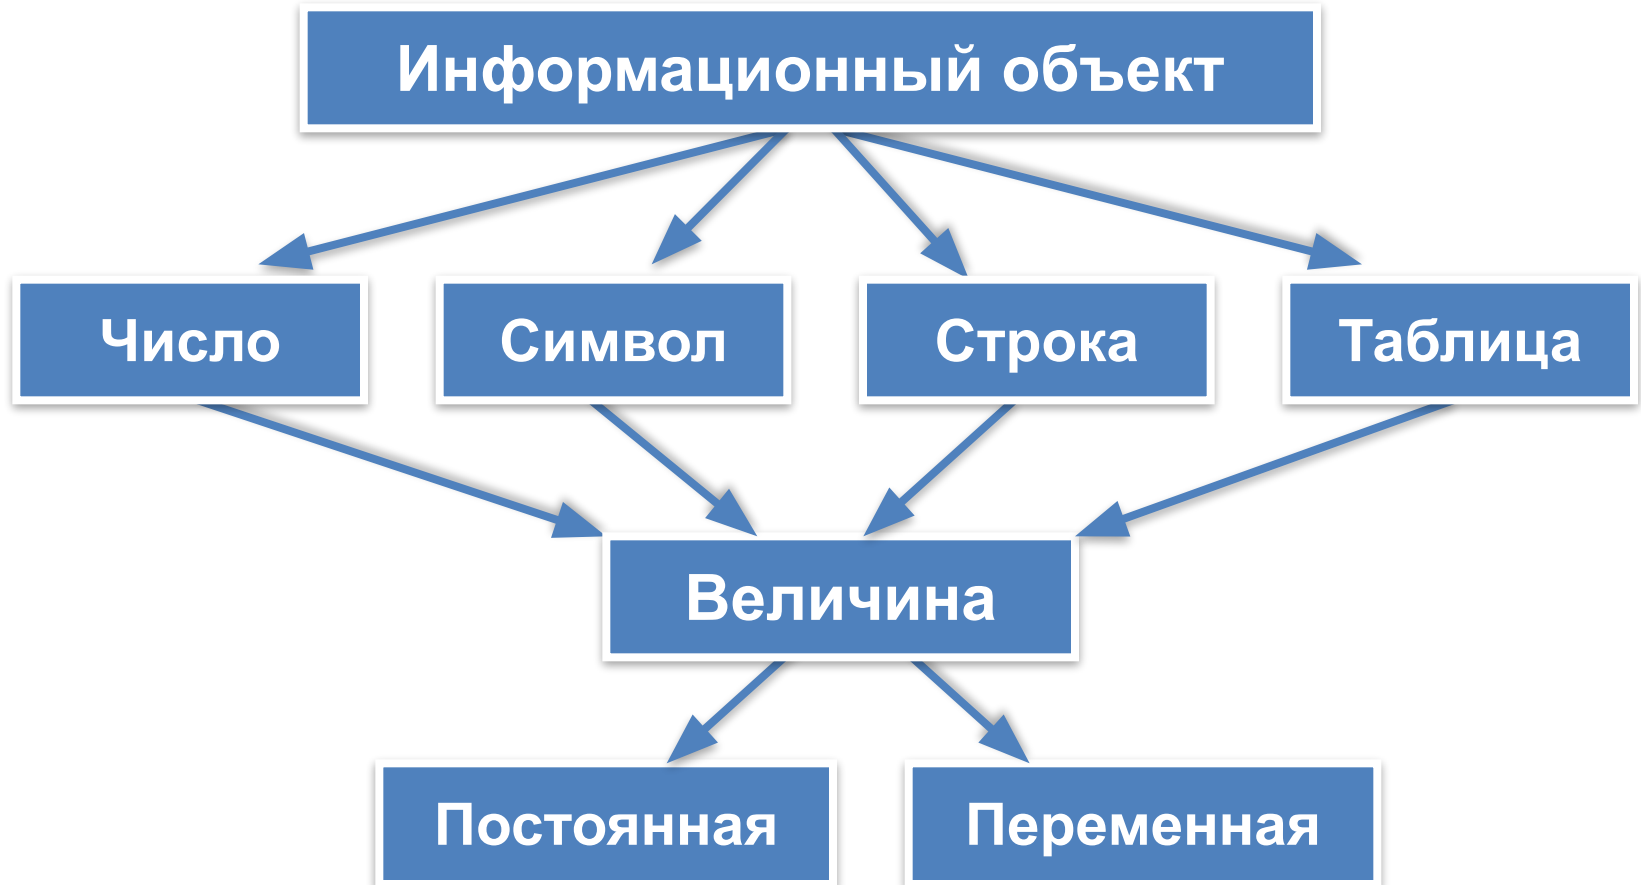 Информационный объект
Число
Символ
Строка
Таблица
Величина
Постоянная
Переменная